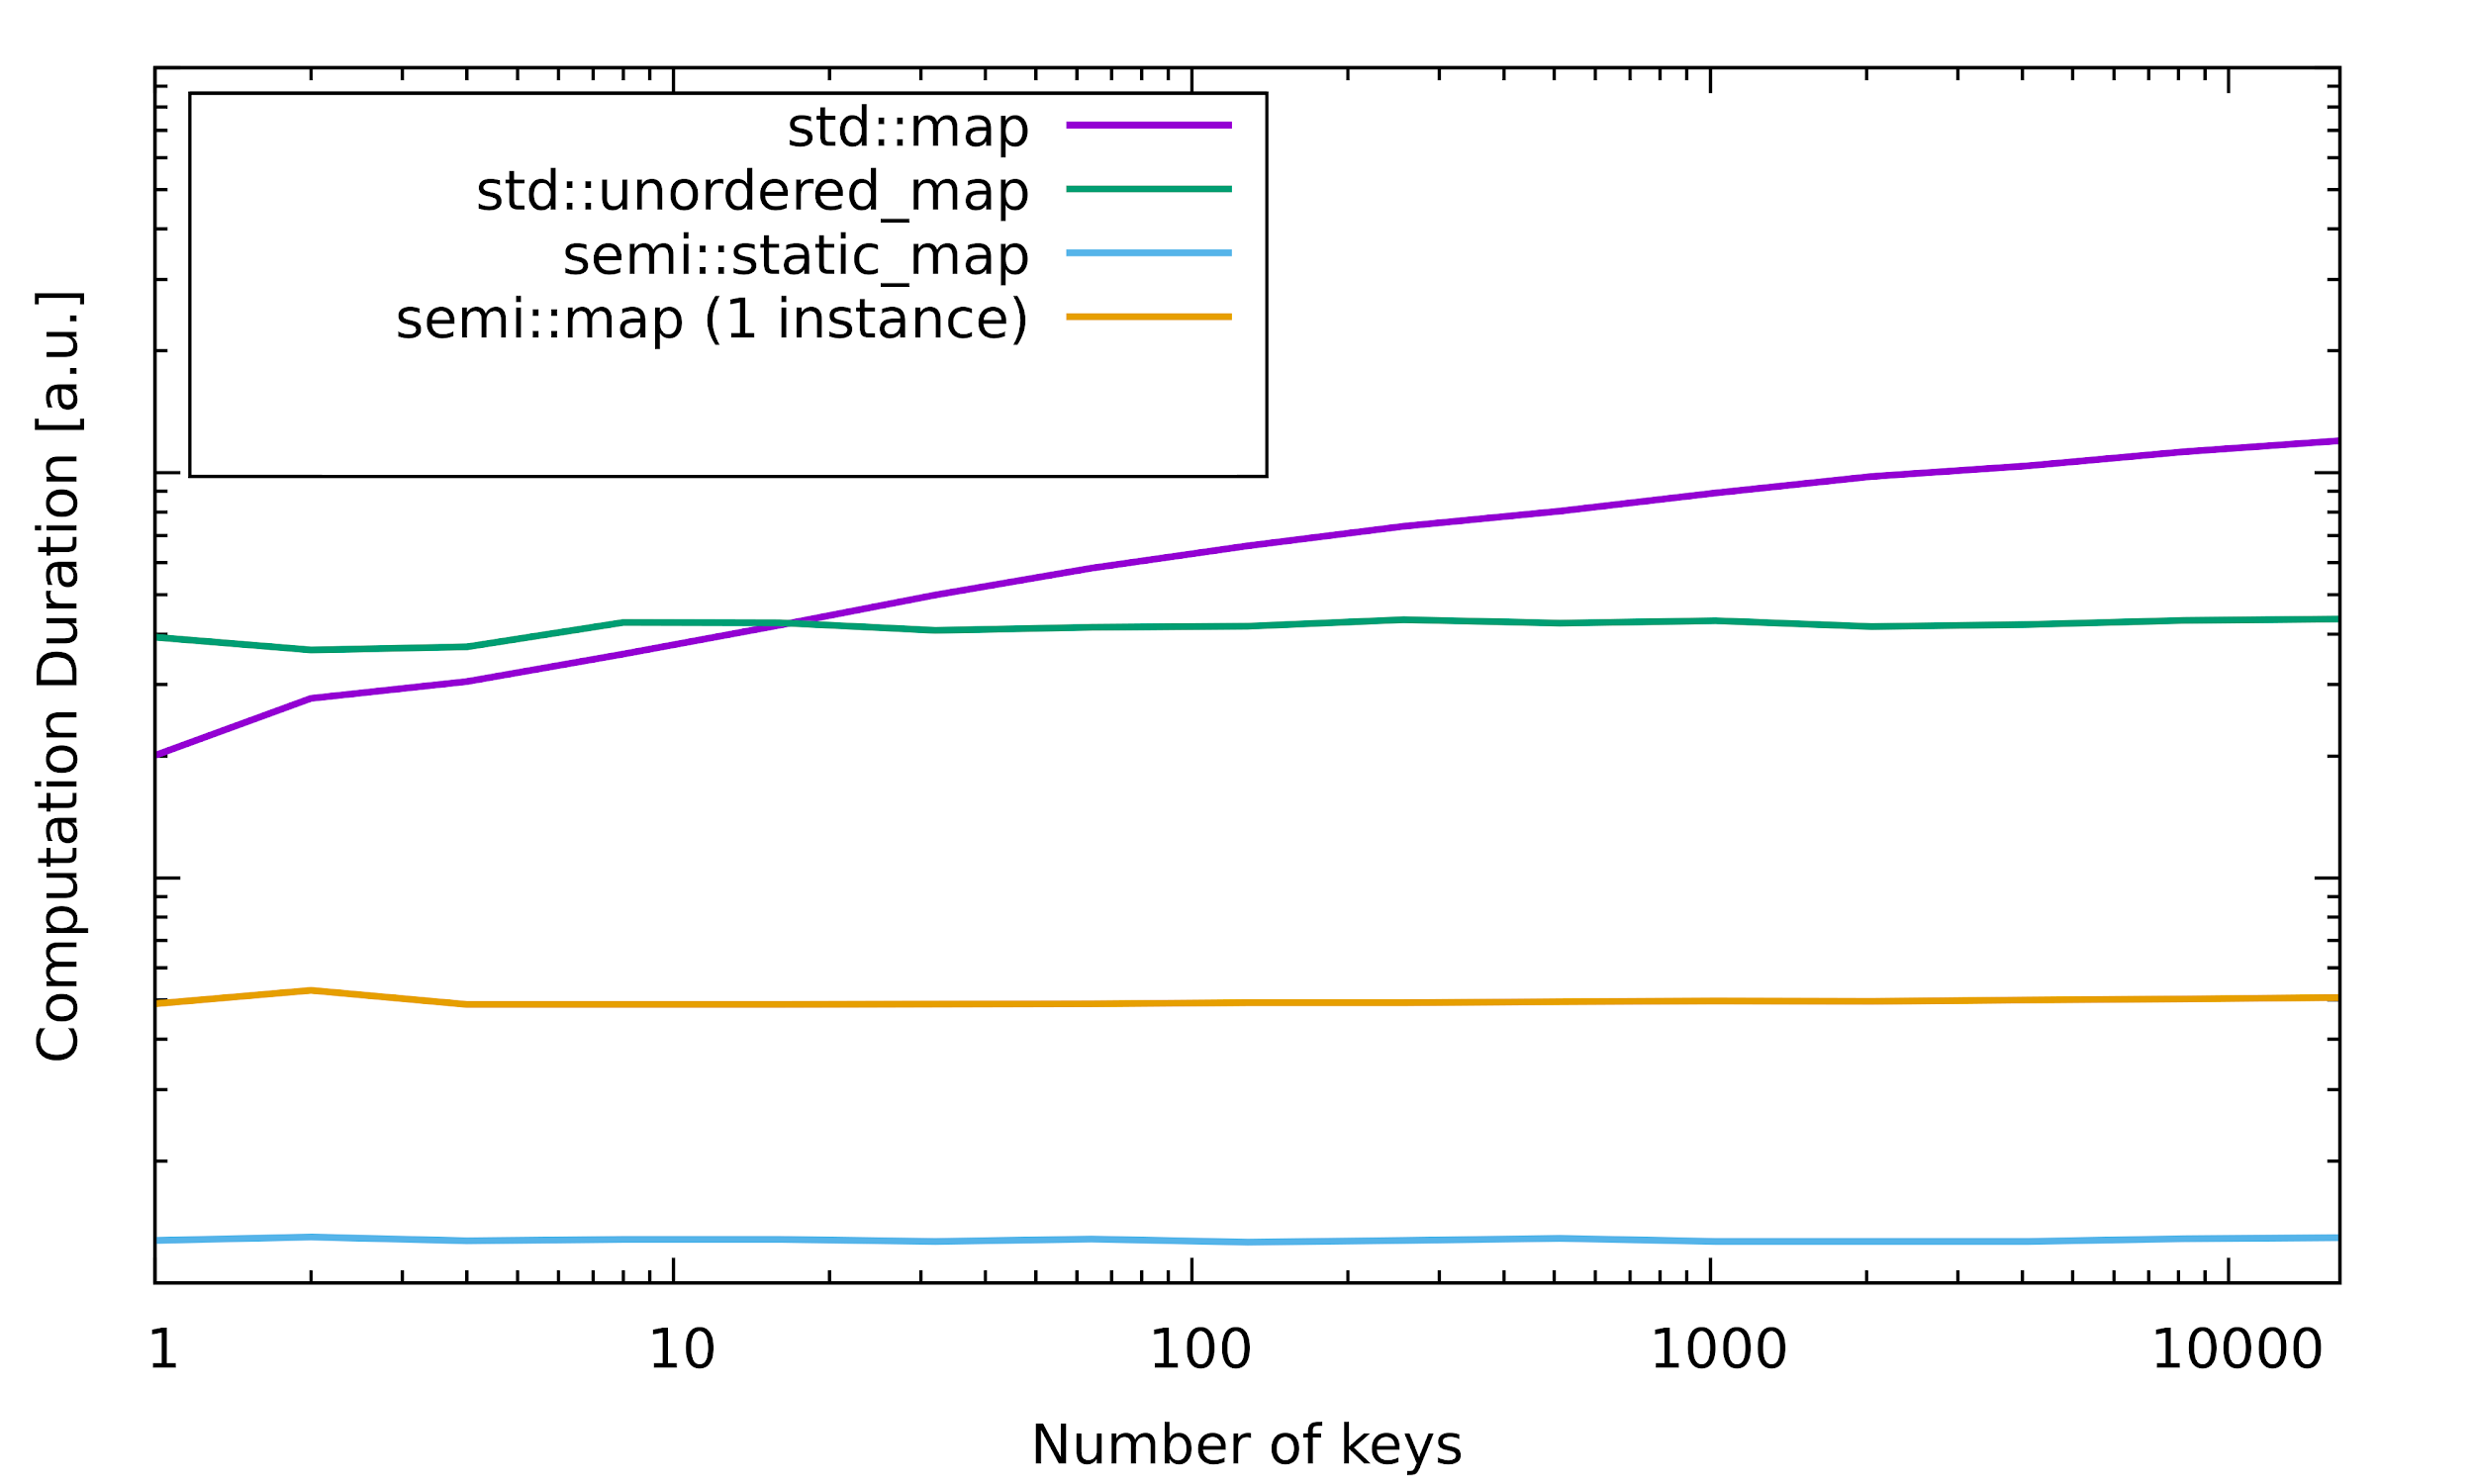 std::map
std::unordered_map
semi::static_map
semi::map (1 instance)
Computation Duration [a.u.]
1
10
100
1000
10000
Number of keys